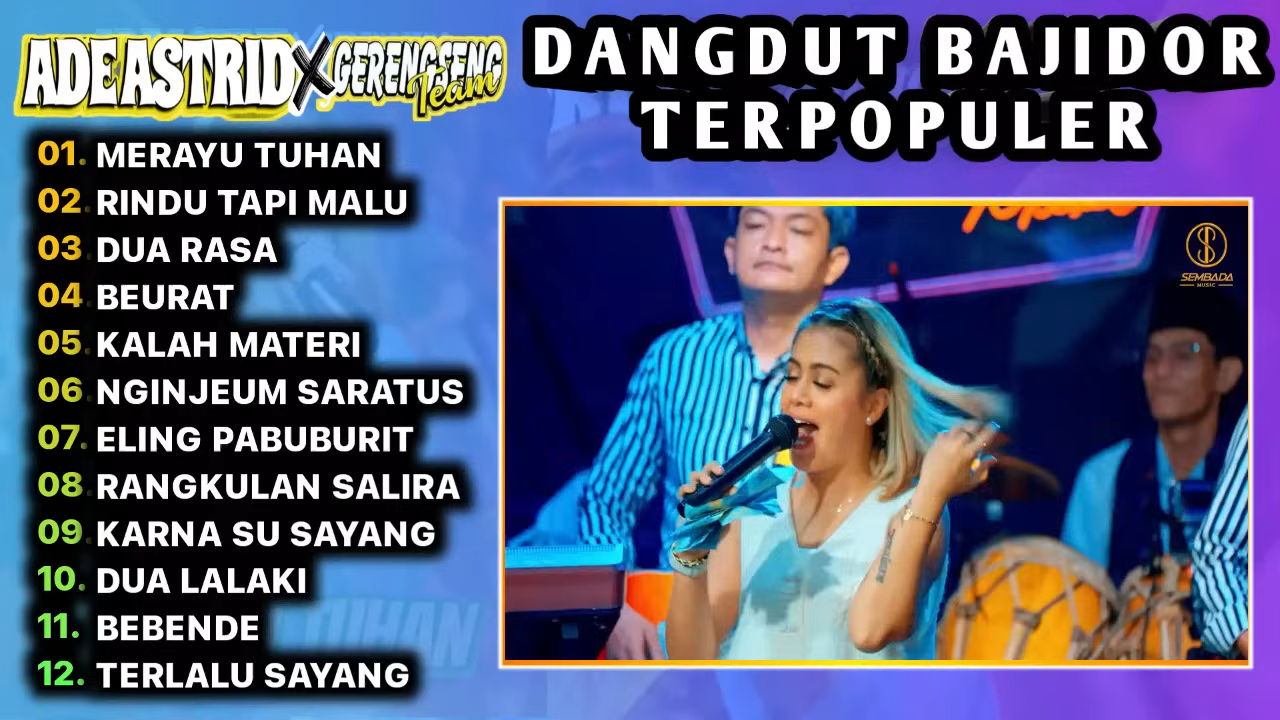 ADE ASTRID X GERENGSENG Team
DANGDUT BAJIDOR
TERPOPULER
01. MERAYU TUHAN
02. RINDU TAPI MALU
03. DUA RASA
04. BEURAT
05. KALAH MATERI
06. NGINJEUM SARATUS
07. ELING PABUBURIT
08. RANGKULAN SALIRA
09. KARNA SU SAYANG
10. DUA LALAKI
11. BEBENDE
12. TERLALU SAYANG
SEMBADA
MUSIC
TUHAN